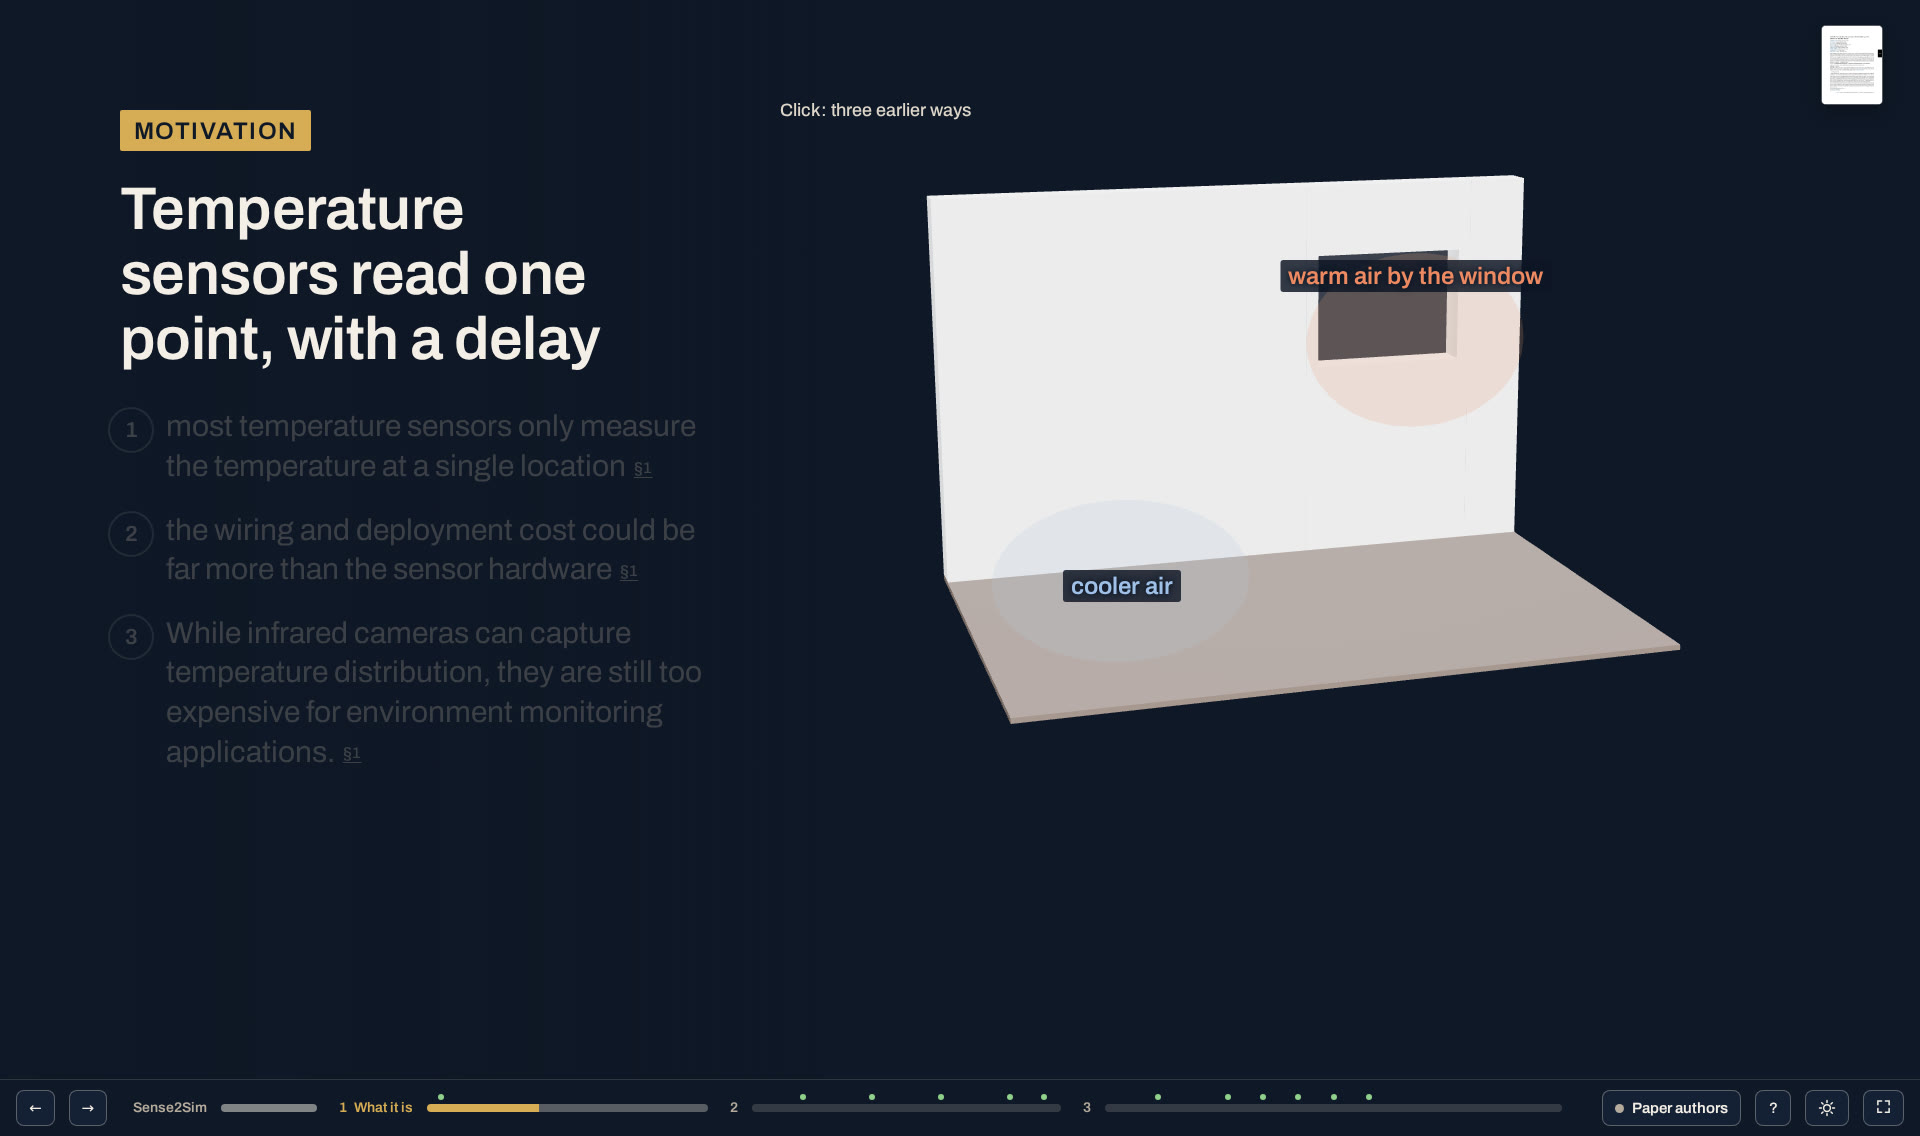 MOTIVATION
Temperature
sensors read one
point, with a delay
1 most temperature sensors only measure
the temperature at a single location §1
2 the wiring and deployment cost could be
far more than the sensor hardware §1
3 While infrared cameras can capture
temperature distribution, they are still too
expensive for environment monitoring
applications. §1
Click: three earlier ways
warm air by the window
cooler air
← → Sense2Sim 1 What it is 2 3 Paper authors ?